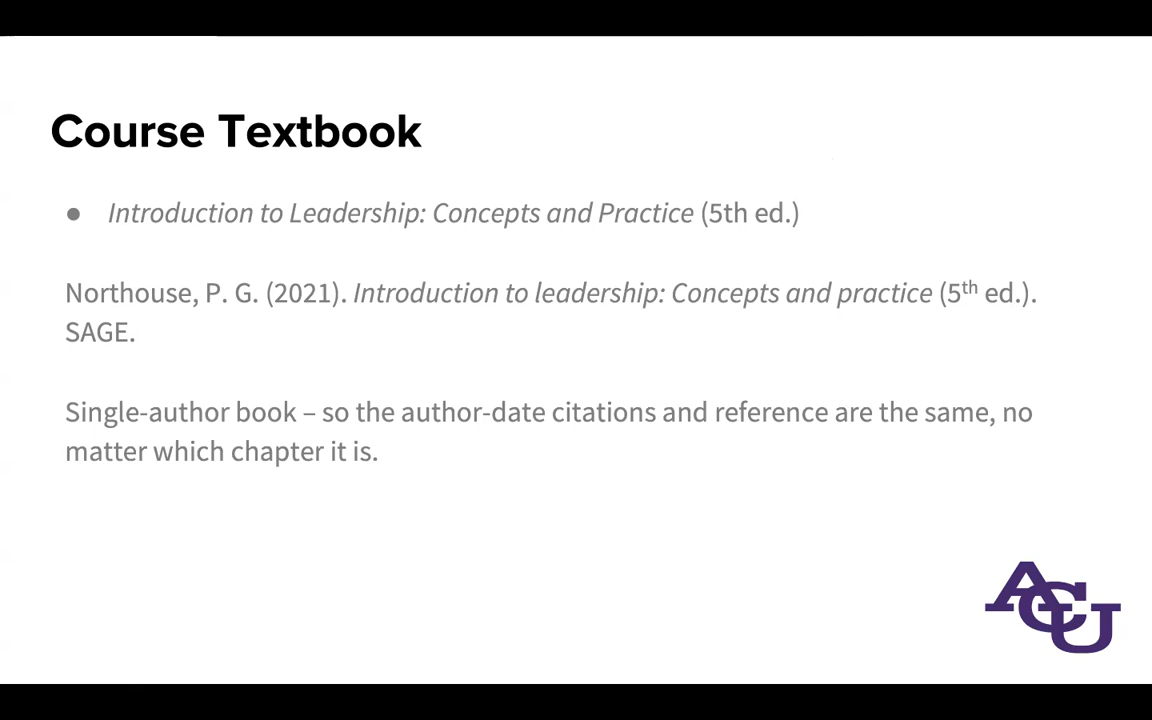 Course Textbook
● Introduction to Leadership: Concepts and Practice (5th ed.)
Northouse, P. G. (2021). Introduction to leadership: Concepts and practice (5th ed.).
SAGE.
Single-author book – so the author-date citations and reference are the same, no
matter which chapter it is.
ACU